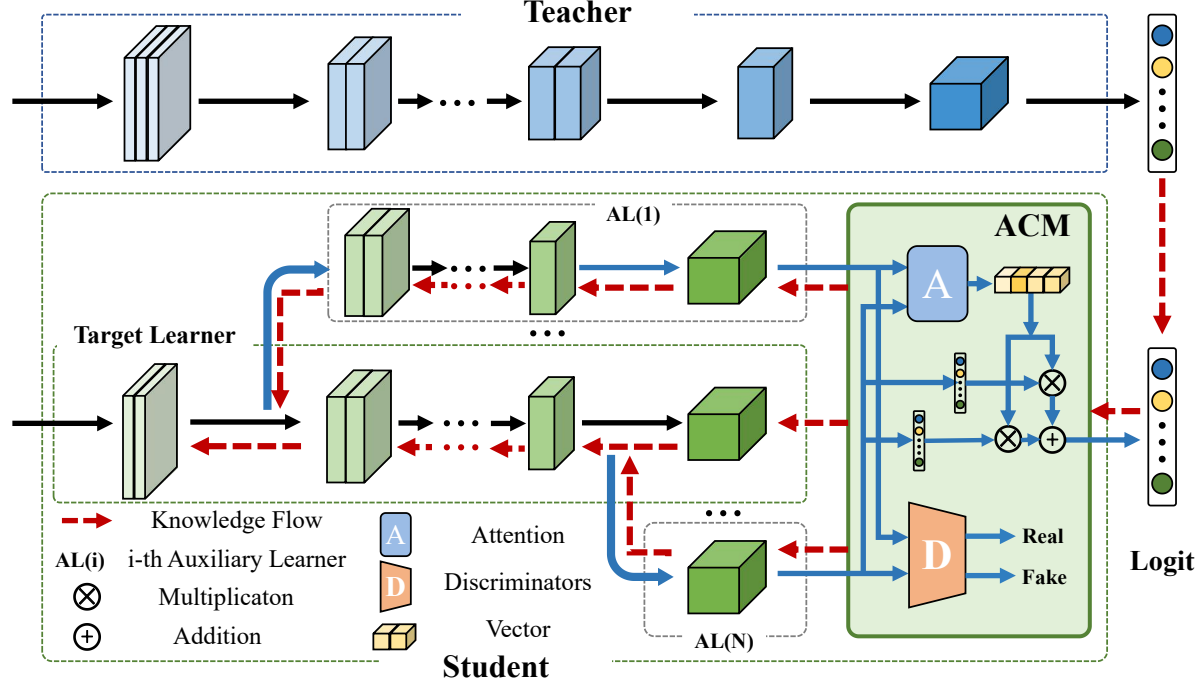 Teacher
AL(1)
ACM
A
Target Learner
Knowledge Flow
A
Attention
AL(i)
i-th Auxiliary Learner
D
Discriminators
Multiplicaton
Addition
Vector
AL(N)
D
Real
Fake
Logit
Student